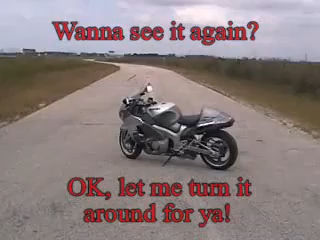 Wanna see it again?
OK, let me turn it
around for ya!